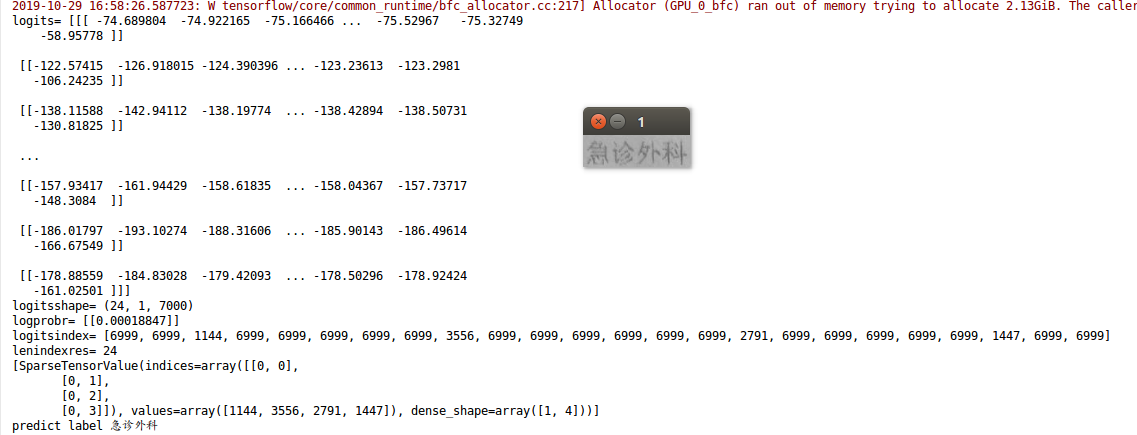 2019-10-29 16:58:26.587723: W tensorflow/core/common_runtime/bfc_allocator.cc:217] Allocator (GPU_0_bfc) ran out of memory trying to allocate 2.13GiB. The caller
logits= [[[ -74.689804  -74.922165  -75.166466 ...  -75.52967   -75.32749
    -58.95778 ]]
 [[-122.57415  -126.918015 -124.390396 ... -123.23613  -123.2981
   -106.24235 ]]
 [[-138.11588  -142.94112  -138.19774  ... -138.42894  -138.50731
   -130.81825 ]]
 ...
 [[-157.93417  -161.94429  -158.61835  ... -158.04367  -157.73717
   -148.3084  ]]
 [[-186.01797  -193.10274  -188.31606  ... -185.90143  -186.49614
   -166.67549 ]]
 [[-178.88559  -184.83028  -179.42093  ... -178.50296  -178.92424
   -161.02501 ]]]
logitsshape= (24, 1, 7000)
logprobr= [[0.00018847]]
logitsindex= [6999, 6999, 1144, 6999, 6999, 6999, 6999, 6999, 3556, 6999, 6999, 6999, 6999, 6999, 6999, 2791, 6999, 6999, 6999, 6999, 6999, 1447, 6999, 6999]
lenindexres= 24
[SparseTensorValue(indices=array([[0, 0],
       [0, 1],
       [0, 2],
       [0, 3]]), values=array([1144, 3556, 2791, 1447]), dense_shape=array([1, 4]))]
predict label 急诊外科
1
急诊外科